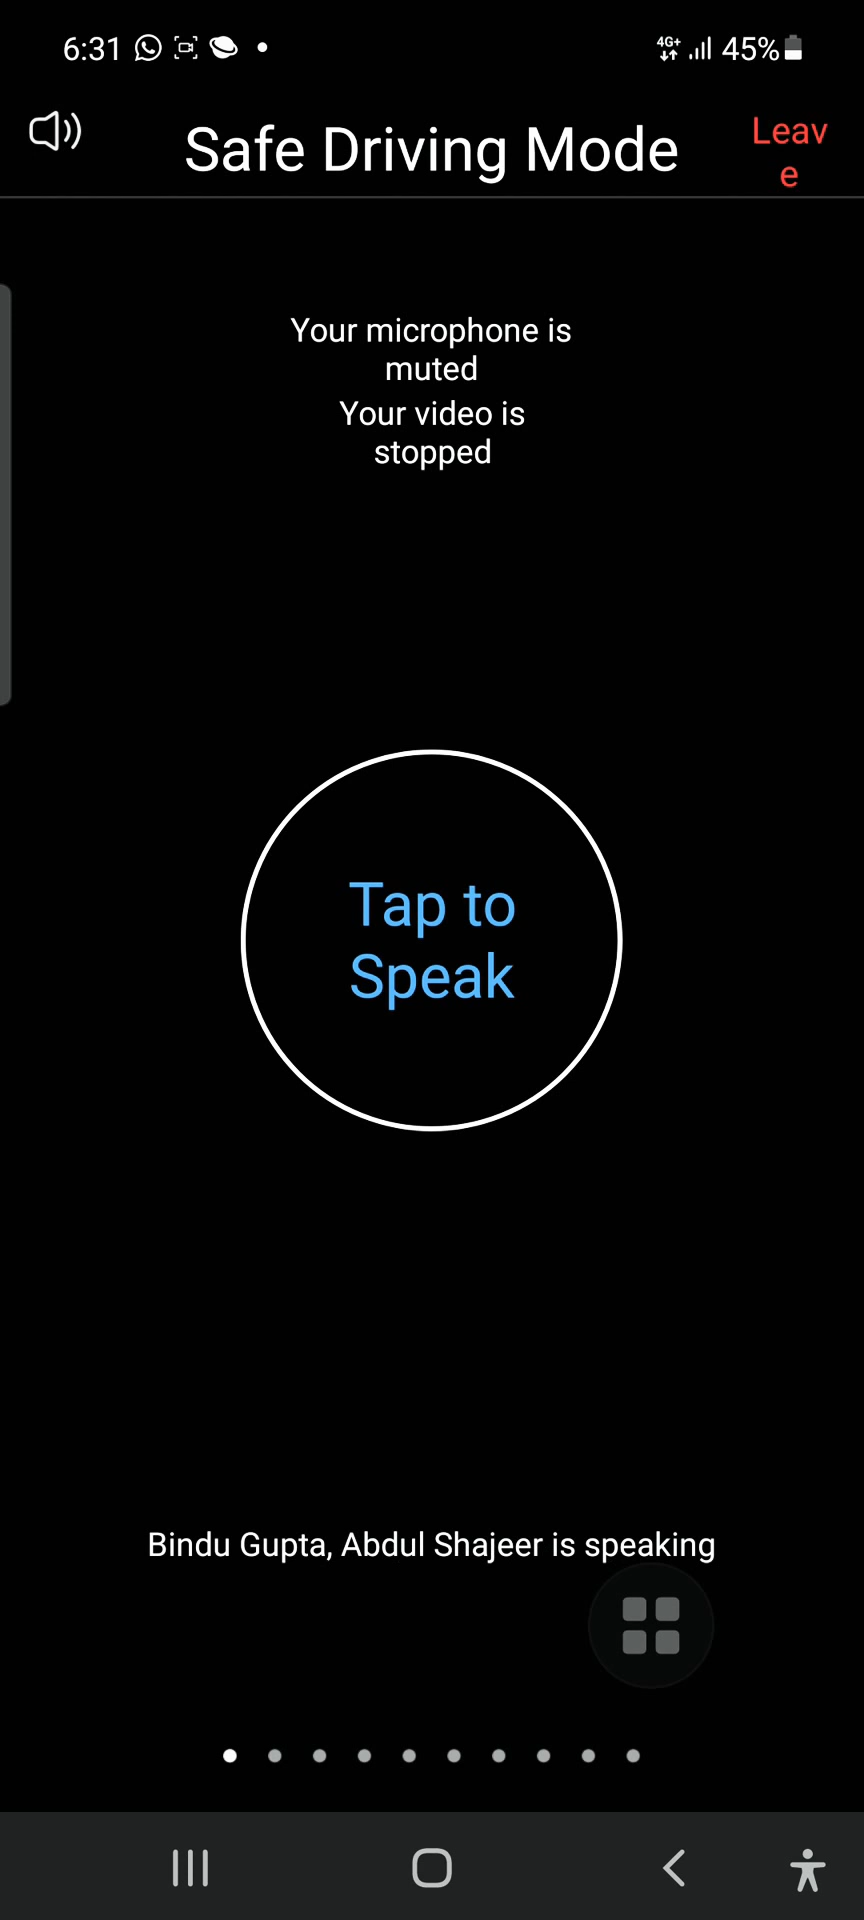 6:31
4G+ 45%
Safe Driving Mode
Leav
e
Your microphone is
muted
Your video is
stopped
Tap to
Speak
Bindu Gupta, Abdul Shajeer is speaking